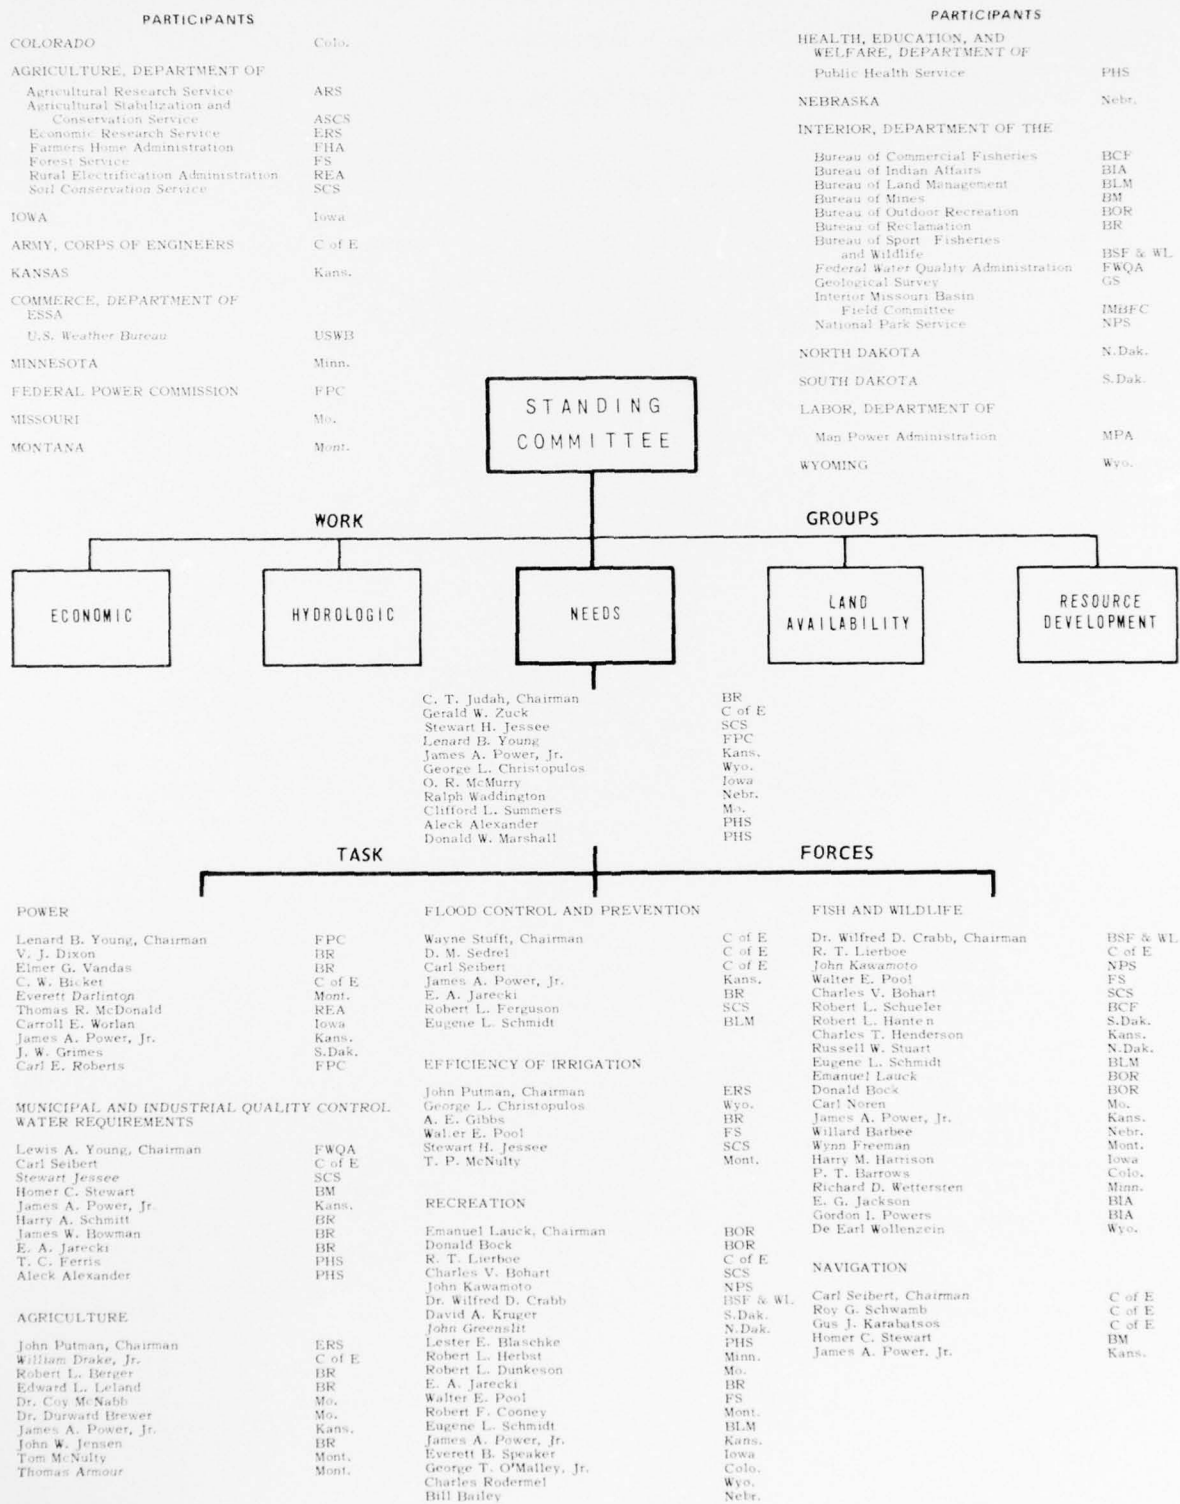 PARTICIPANTS
COLORADO Colo.
AGRICULTURE, DEPARTMENT OF
Agricultural Research Service ARS
Agricultural Stabilization and
Conservation Service ASCS
Economic Research Service ERS
Farmers Home Administration FHA
Forest Service FS
Rural Electrification Administration REA
Soil Conservation Service SCS
IOWA Iowa
ARMY, CORPS OF ENGINEERS C of E
KANSAS Kans.
COMMERCE, DEPARTMENT OF
ESSA
U.S. Weather Bureau USWB
MINNESOTA Minn.
FEDERAL POWER COMMISSION FPC
MISSOURI Mo.
MONTANA Mont.
PARTICIPANTS
HEALTH, EDUCATION, AND
WELFARE, DEPARTMENT OF
Public Health Service PHS
NEBRASKA Nebr.
INTERIOR, DEPARTMENT OF THE
Bureau of Commercial Fisheries BCF
Bureau of Indian Affairs BIA
Bureau of Land Management BLM
Bureau of Mines BM
Bureau of Outdoor Recreation BOR
Bureau of Reclamation BR
Bureau of Sport Fisheries
and Wildlife BSF & WL
Federal Water Quality Administration FWQA
Geological Survey GS
Interior Missouri Basin
Field Committee IMBFC
National Park Service NPS
NORTH DAKOTA N.Dak.
SOUTH DAKOTA S.Dak.
LABOR, DEPARTMENT OF
Man Power Administration MPA
WYOMING Wyo.
STANDING
COMMITTEE
WORK GROUPS
ECONOMIC
HYDROLOGIC
NEEDS
LAND
AVAILABILITY
RESOURCE
DEVELOPMENT
C. T. Judah, Chairman BR
Gerald W. Zuck C of E
Stewart H. Jessee SCS
Lenard B. Young FPC
James A. Power, Jr. Kans.
George L. Christopulos Wyo.
O. R. McMurry Iowa
Ralph Waddington Nebr.
Clifford L. Summers Mo.
Aleck Alexander PHS
Donald W. Marshall PHS
TASK FORCES
POWER
Lenard B. Young, Chairman FPC
V. J. Dixon BR
Elmer G. Vandas BR
C. W. Bicket C of E
Everett Darlinton Mont.
Thomas R. McDonald REA
Carroll E. Worlan Iowa
James A. Power, Jr. Kans.
J. W. Grimes S.Dak.
Carl E. Roberts FPC
MUNICIPAL AND INDUSTRIAL QUALITY CONTROL
WATER REQUIREMENTS
Lewis A. Young, Chairman FWQA
Carl Seibert C of E
Stewart Jessee SCS
Homer C. Stewart BM
James A. Power, Jr Kans.
Harry A. Schmitt BR
James W. Bowman BR
E. A. Jarecki BR
T. C. Ferris PHS
Aleck Alexander PHS
AGRICULTURE
John Putman, Chairman ERS
William Drake, Jr. C of E
Robert L. Berger BR
Edward L. Leland BR
Dr. Coy McNabb Mo.
Dr. Durward Brewer Mo.
James A. Power, Jr. Kans.
John W. Jensen BR
Tom McNulty Mont.
Thomas Armour Mont.
FLOOD CONTROL AND PREVENTION
Wayne Stufft, Chairman C of E
D. M. Sedrel C of E
Carl Seibert C of E
James A. Power, Jr. Kans.
E. A. Jarecki BR
Robert L. Ferguson SCS
Eugene L. Schmidt BLM
EFFICIENCY OF IRRIGATION
John Putman, Chairman ERS
George L. Christopulos Wyo.
A. E. Gibbs BR
Walter E. Pool FS
Stewart H. Jessee SCS
T. P. McNulty Mont.
RECREATION
Emanuel Lauck, Chairman BOR
Donald Bock BOR
R. T. Lierboe C of E
Charles V. Bohart SCS
John Kawamoto NPS
Dr. Wilfred D. Crabb BSF & WL
David A. Kruger S.Dak.
John Greenslit N.Dak.
Lester E. Blaschke PHS
Robert L. Herbst Minn.
Robert L. Dunkeson Mo.
E. A. Jarecki BR
Walter E. Pool FS
Robert F. Cooney Mont.
Eugene L. Schmidt BLM
James A. Power, Jr. Kans.
Everett B. Speaker Iowa
George T. O'Malley, Jr. Colo.
Charles Rodermel Wyo.
Bill Bailey Nebr.
FISH AND WILDLIFE
Dr. Wilfred D. Crabb, Chairman BSF & WL
R. T. Lierboe C of E
John Kawamoto NPS
Walter E. Pool FS
Charles V. Bohart SCS
Robert L. Schueler BCF
Robert L. Hanten S.Dak.
Charles T. Henderson Kans.
Russell W. Stuart N.Dak.
Eugene L. Schmidt BLM
Emanuel Lauck BOR
Donald Bock BOR
Carl Noren Mo.
James A. Power, Jr. Kans.
Willard Barbee Nebr.
Wynn Freeman Mont.
Harry M. Harrison Iowa
P. T. Barrows Colo.
Richard D. Wettersten Minn.
E. G. Jackson BIA
Gordon I. Powers BIA
De Earl Wollenzein Wyo.
NAVIGATION
Carl Seibert, Chairman C of E
Roy G. Schwamb C of E
Gus J. Karabatsos C of E
Homer C. Stewart BM
James A. Power, Jr. Kans.